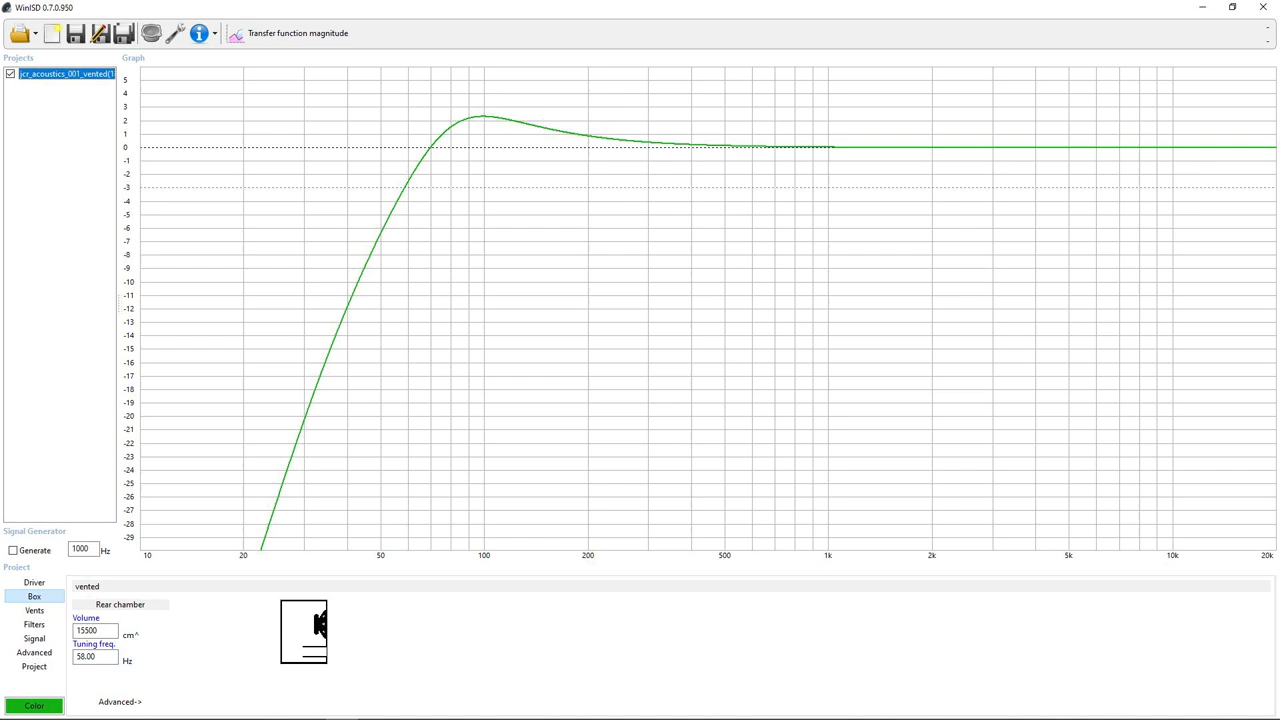 WinISD 0.7.0.950
Transfer function magnitude
Projects
Graph
jcr_acoustics_001_vented(1
5
4
3
2
1
0
-1
-2
-3
-4
-5
-6
-7
-8
-9
-10
-11
-12
-13
-14
-15
-16
-17
-18
-19
-20
-21
-22
-23
-24
-25
-26
-27
-28
-29
10 20 50 100 200 500 1k 2k 5k 10k 20k
Signal Generator
Generate 1000 Hz
Project
Driver
Box
Vents
Filters
Signal
Advanced
Project
Color
vented
Rear chamber
Volume
15500 cm^
Tuning freq.
58.00 Hz
Advanced->